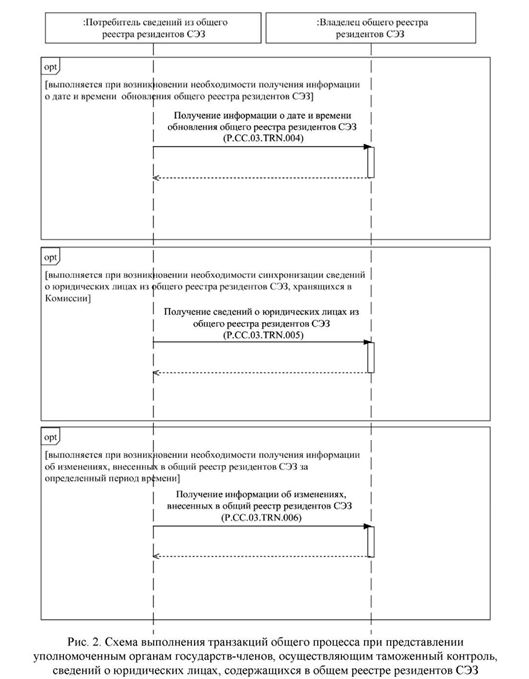 :Потребитель сведений из общего
реестра резидентов СЭЗ
:Владелец общего реестра
резидентов СЭЗ
opt
[выполняется при возникновении необходимости получения информации
о дате и времени обновления общего реестра резидентов СЭЗ]
Получение информации о дате и времени
обновления общего реестра резидентов СЭЗ
(P.CC.03.TRN.004)
opt
[выполняется при возникновении необходимости синхронизации сведений
о юридических лицах из общего реестра резидентов СЭЗ, хранящихся в
Комиссии]
Получение сведений о юридических лицах из
общего реестра резидентов СЭЗ
(P.CC.03.TRN.005)
opt
[выполняется при возникновении необходимости получения информации
об изменениях, внесенных в общий реестр резидентов СЭЗ за
определенный период времени]
Получение информации об изменениях,
внесенных в общий реестр резидентов СЭЗ
(P.CC.03.TRN.006)
Рис. 2. Схема выполнения транзакций общего процесса при представлении
уполномоченным органам государств-членов, осуществляющим таможенный контроль,
сведений о юридических лицах, содержащихся в общем реестре резидентов СЭЗ